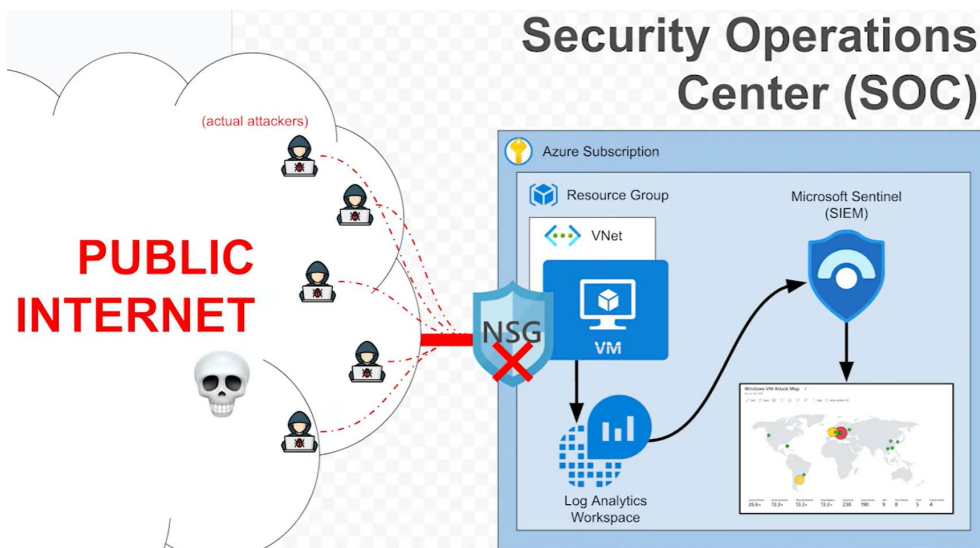 Security Operations
Center (SOC)
(actual attackers)
PUBLIC
INTERNET
Azure Subscription
Resource Group
VNet
NSG
VM
Microsoft Sentinel
(SIEM)
Windows VM Attack Map
Log Analytics
Workspace